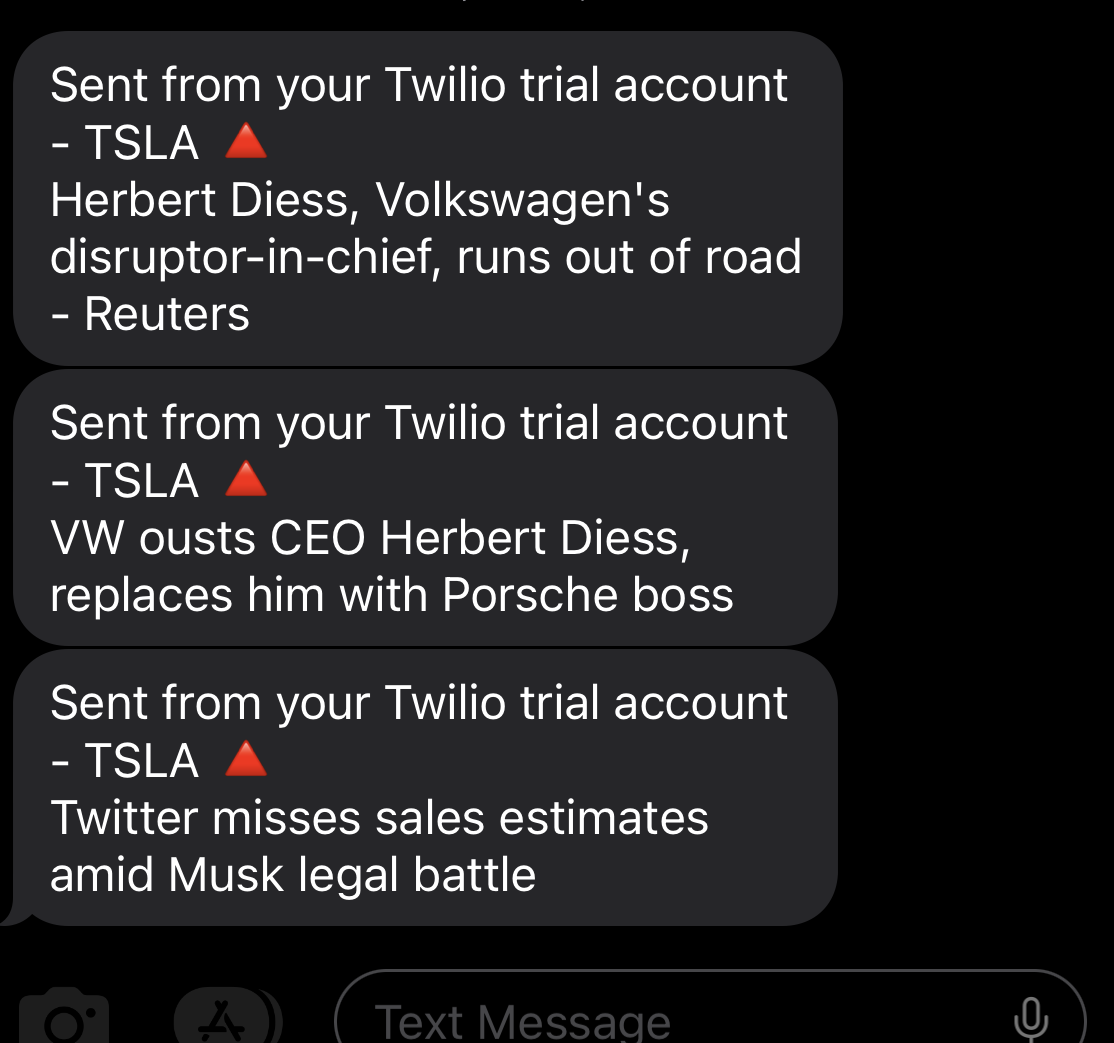 Sent from your Twilio trial account
- TSLA 🔺
Herbert Diess, Volkswagen's
disruptor-in-chief, runs out of road
- Reuters
Sent from your Twilio trial account
- TSLA 🔺
VW ousts CEO Herbert Diess,
replaces him with Porsche boss
Sent from your Twilio trial account
- TSLA 🔺
Twitter misses sales estimates
amid Musk legal battle
Text Message